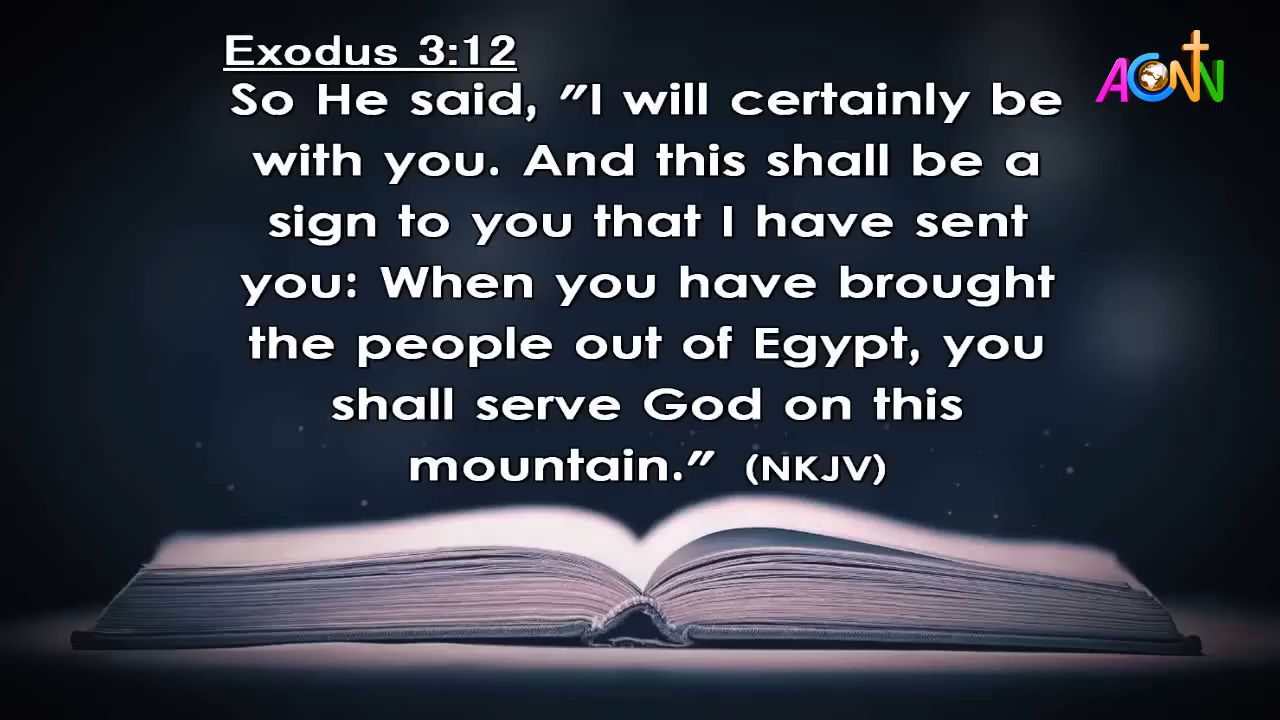 Exodus 3:12
ACNN
So He said, "I will certainly be
with you. And this shall be a
sign to you that I have sent
you: When you have brought
the people out of Egypt, you
shall serve God on this
mountain." (NKJV)